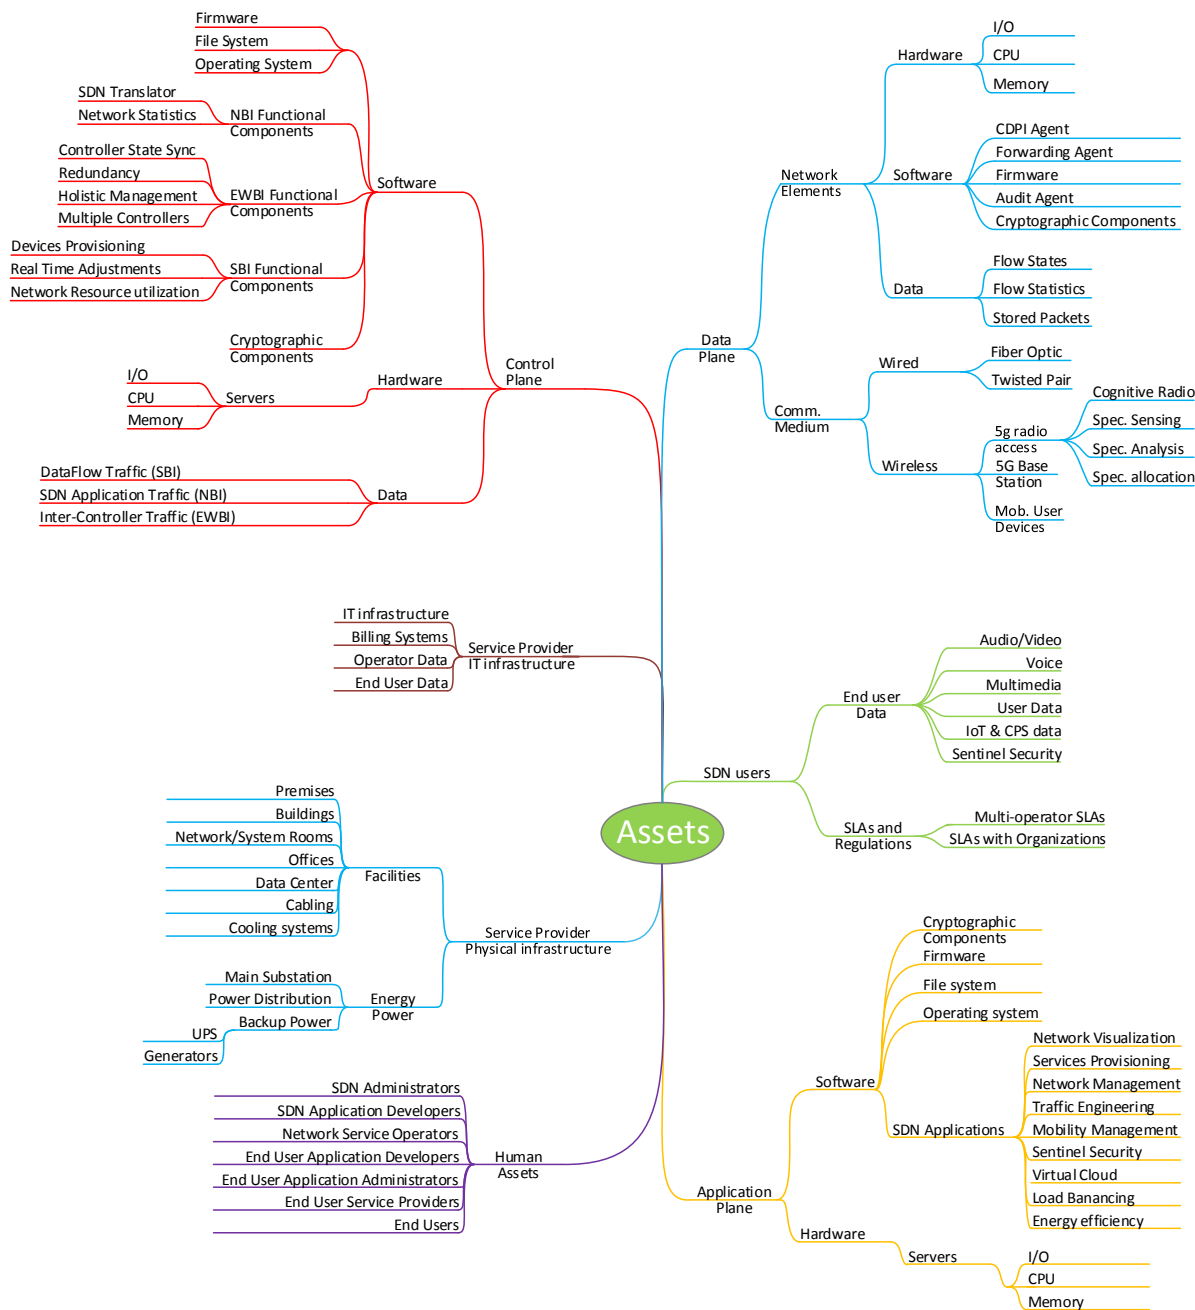 Firmware
File System
Operating System
SDN Translator
Network Statistics
NBI Functional
Components
Controller State Sync
Redundancy
Holistic Management
Multiple Controllers
EWBI Functional
Components
Devices Provisioning
Real Time Adjustments
Network Resource utilization
SBI Functional
Components
Cryptographic
Components
Software
I/O
CPU
Memory
Servers
Hardware
Control
Plane
DataFlow Traffic (SBI)
SDN Application Traffic (NBI)
Inter-Controller Traffic (EWBI)
Data
Hardware
I/O
CPU
Memory
Network
Elements
Software
CDPI Agent
Forwarding Agent
Firmware
Audit Agent
Cryptographic Components
Data
Flow States
Flow Statistics
Stored Packets
Data
Plane
Wired
Fiber Optic
Twisted Pair
Comm.
Medium
Wireless
5g radio
access
5G Base
Station
Mob. User
Devices
Cognitive Radio
Spec. Sensing
Spec. Analysis
Spec. allocation
IT infrastructure
Billing Systems
Operator Data
End User Data
Service Provider
IT infrastructure
SDN users
End user
Data
Audio/Video
Voice
Multimedia
User Data
IoT & CPS data
Sentinel Security
SLAs and
Regulations
Multi-operator SLAs
SLAs with Organizations
Assets
Premises
Buildings
Network/System Rooms
Offices
Data Center
Cabling
Cooling systems
Facilities
Service Provider
Physical infrastructure
Main Substation
Power Distribution
Backup Power
UPS
Generators
Energy
Power
SDN Administrators
SDN Application Developers
Network Service Operators
End User Application Developers
End User Application Administrators
End User Service Providers
End Users
Human
Assets
Application
Plane
Software
Cryptographic
Components
Firmware
File system
Operating system
SDN Applications
Network Visualization
Services Provisioning
Network Management
Traffic Engineering
Mobility Management
Sentinel Security
Virtual Cloud
Load Banancing
Energy efficiency
Hardware
Servers
I/O
CPU
Memory